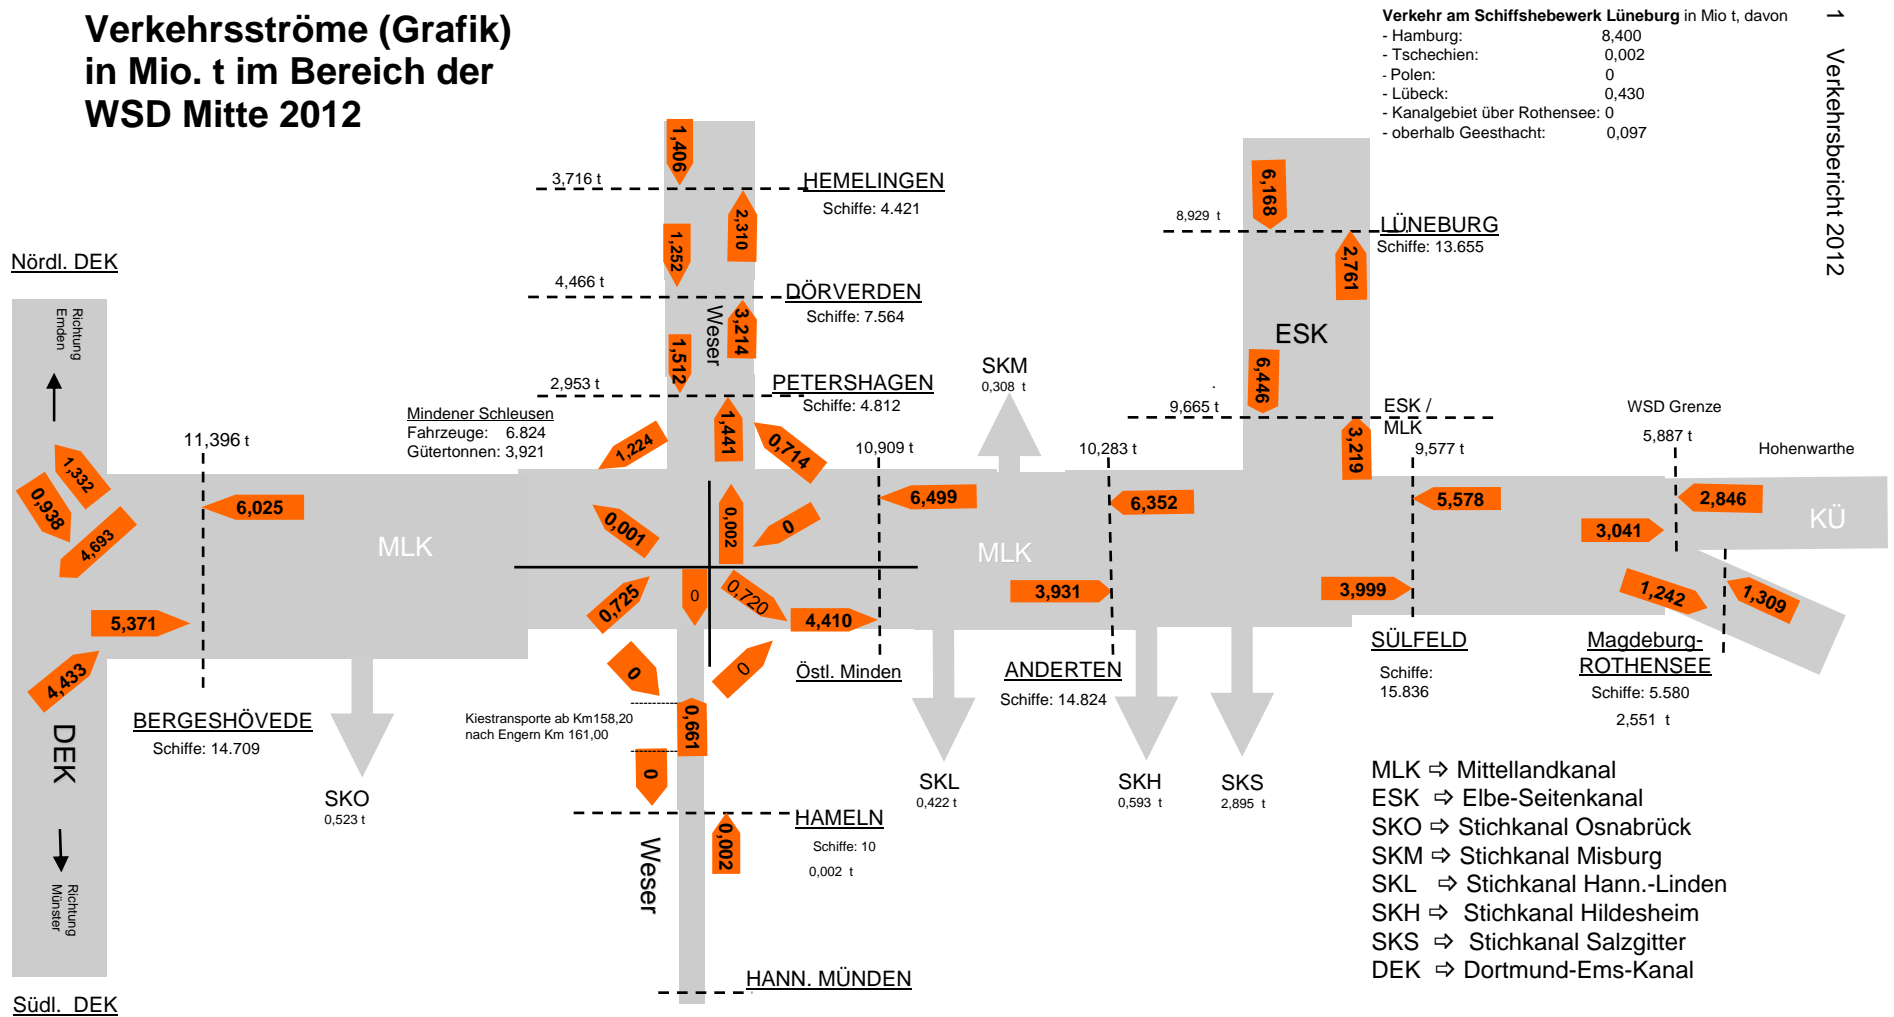 Verkehrsströme (Grafik)
in Mio. t im Bereich der
WSD Mitte 2012
Verkehr am Schiffshebewerk Lüneburg in Mio t, davon
- Hamburg: 8,400
- Tschechien: 0,002
- Polen: 0
- Lübeck: 0,430
- Kanalgebiet über Rothensee: 0
- oberhalb Geesthacht: 0,097
1 Verkehrsbericht 2012
1,406
3,716 t
HEMELINGEN
Schiffe: 4.421
2,310
1,252
4,466 t
DÖRVERDEN
Schiffe: 7.564
Weser
3,214
1,512
2,953 t
PETERSHAGEN
Schiffe: 4.812
Mindener Schleusen
Fahrzeuge: 6.824
Gütertonnen: 3,921
1,224
1,441
0,714
6,168
8,929 t
LÜNEBURG
Schiffe: 13.655
2,761
ESK
6,446
9,665 t
.
ESK /
MLK
3,219
SKM
0,308 t
Nördl. DEK
Richtung
Emden
1,332
0,938
4,693
11,396 t
6,025
MLK
5,371
4,433
BERGESHÖVEDE
Schiffe: 14.709
DEK
Richtung
Münster
Südl. DEK
SKO
0,523 t
0,001
0,002
0
0,725
0
0,720
0
0
10,909 t
6,499
MLK
4,410
Östl. Minden
10,283 t
6,352
3,931
ANDERTEN
Schiffe: 14.824
9,577 t
5,578
3,999
SÜLFELD
Schiffe:
15.836
WSD Grenze
5,887 t
Hohenwarthe
2,846
KÜ
3,041
1,242
1,309
Magdeburg-
ROTHENSEE
Schiffe: 5.580
2,551 t
Kiestransporte ab Km158,20
nach Engern Km 161,00
0,661
0
HAMELN
Schiffe: 10
0,002 t
0,002
Weser
HANN. MÜNDEN
SKL
0,422 t
SKH
0,593 t
SKS
2,895 t
MLK ⇨ Mittellandkanal
ESK ⇨ Elbe-Seitenkanal
SKO ⇨ Stichkanal Osnabrück
SKM ⇨ Stichkanal Misburg
SKL ⇨ Stichkanal Hann.-Linden
SKH ⇨ Stichkanal Hildesheim
SKS ⇨ Stichkanal Salzgitter
DEK ⇨ Dortmund-Ems-Kanal